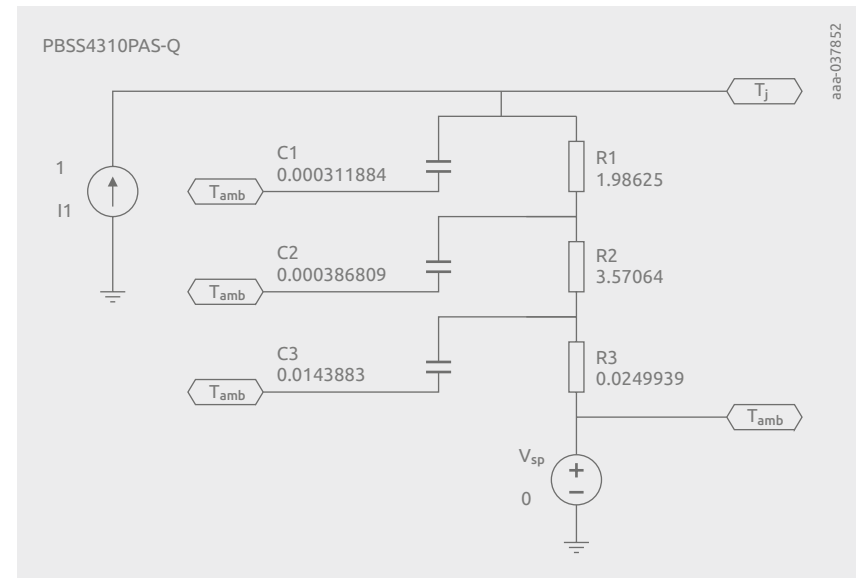 PBSS4310PAS-Q
aaa-037852
Tj
C1
0.000311884
R1
1.98625
1
I1
Tamb
C2
0.000386809
R2
3.57064
Tamb
C3
0.0143883
R3
0.0249939
Tamb
Tamb
Vsp
+
−
0